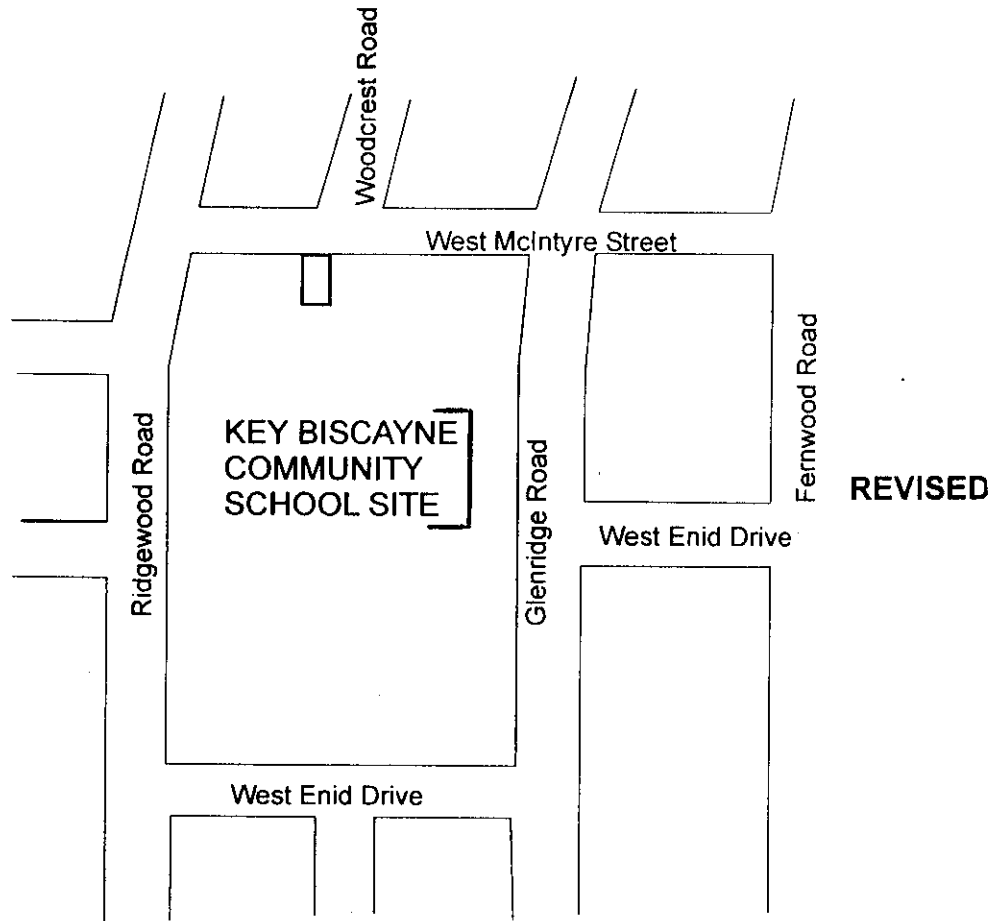 Woodcrest Road
West McIntyre Street
Ridgewood Road
KEY BISCAYNE
COMMUNITY
SCHOOL SITE
Glenridge Road
Fernwood Road
REVISED
West Enid Drive
West Enid Drive